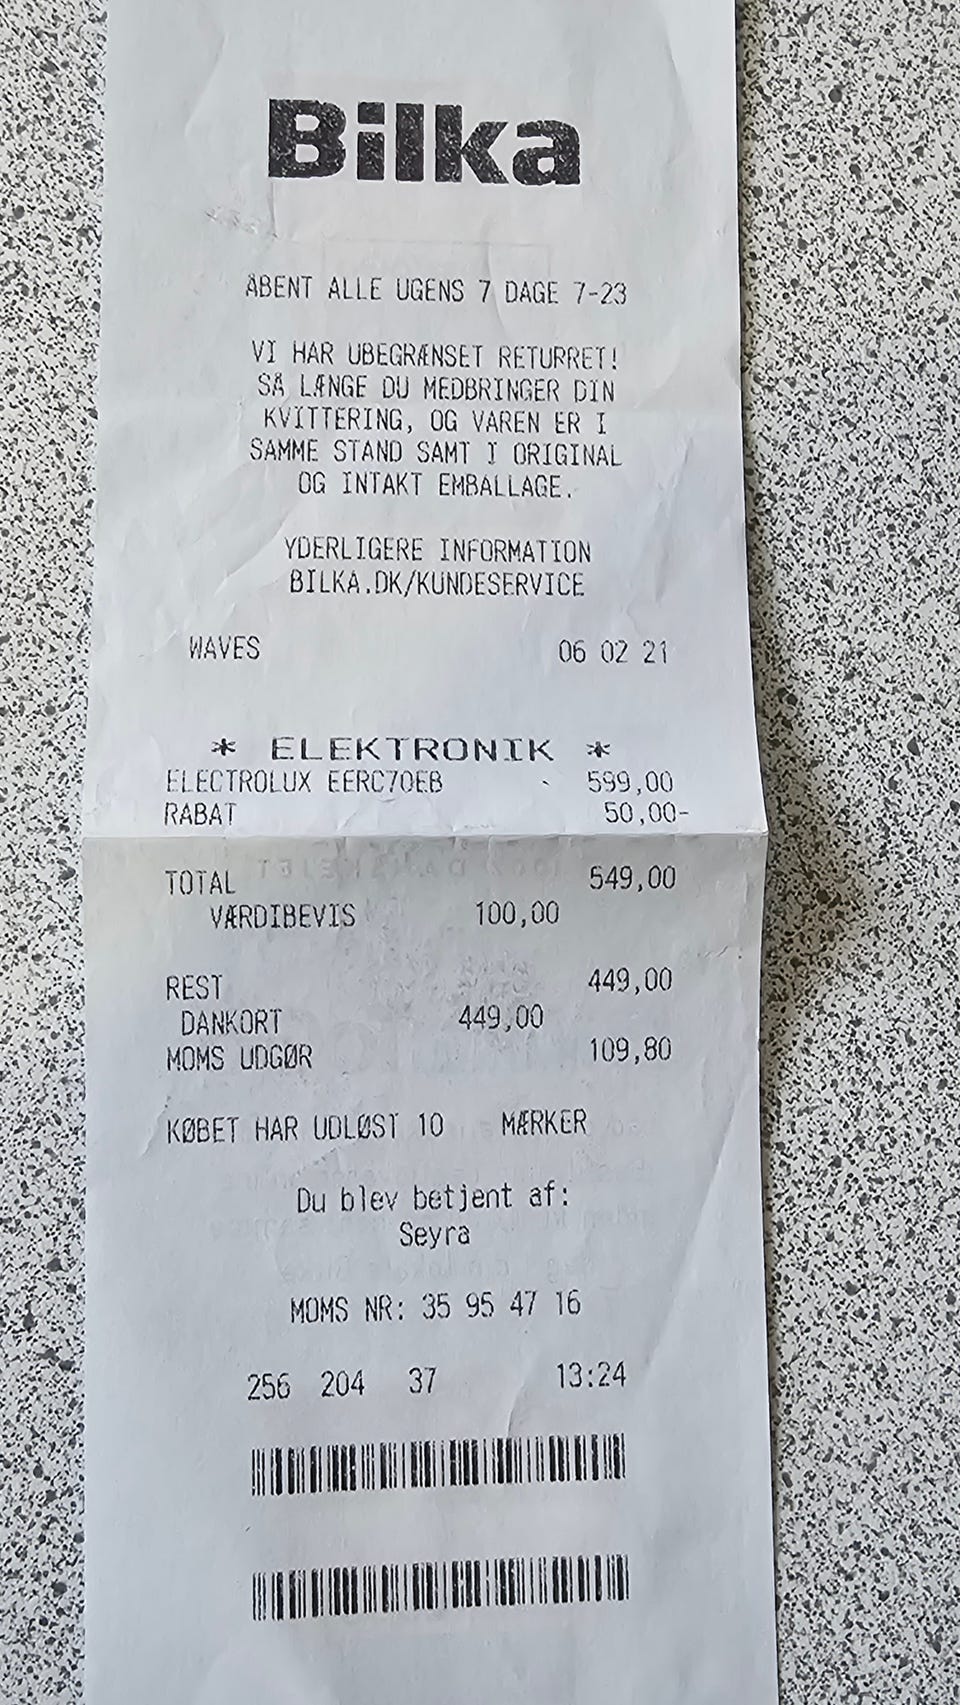 Bilka
ÅBENT ALLE UGENS 7 DAGE 7-23
VI HAR UBEGRÆNSET RETURRET!
SÅ LÆNGE DU MEDBRINGER DIN
KVITTERING, OG VAREN ER I
SAMME STAND SAMT I ORIGINAL
OG INTAKT EMBALLAGE.
YDERLIGERE INFORMATION
BILKA.DK/KUNDESERVICE
WAVES 06 02 21
* ELEKTRONIK *
ELECTROLUX EERC70EB 599,00
RABAT 50,00-
TOTAL 549,00
VÆRDIBEVIS 100,00
REST 449,00
DANKORT 449,00
MOMS UDGØR 109,80
KØBET HAR UDLØST 10 MÆRKER
Du blev betjent af:
Seyra
MOMS NR: 35 95 47 16
256 204 37 13:24